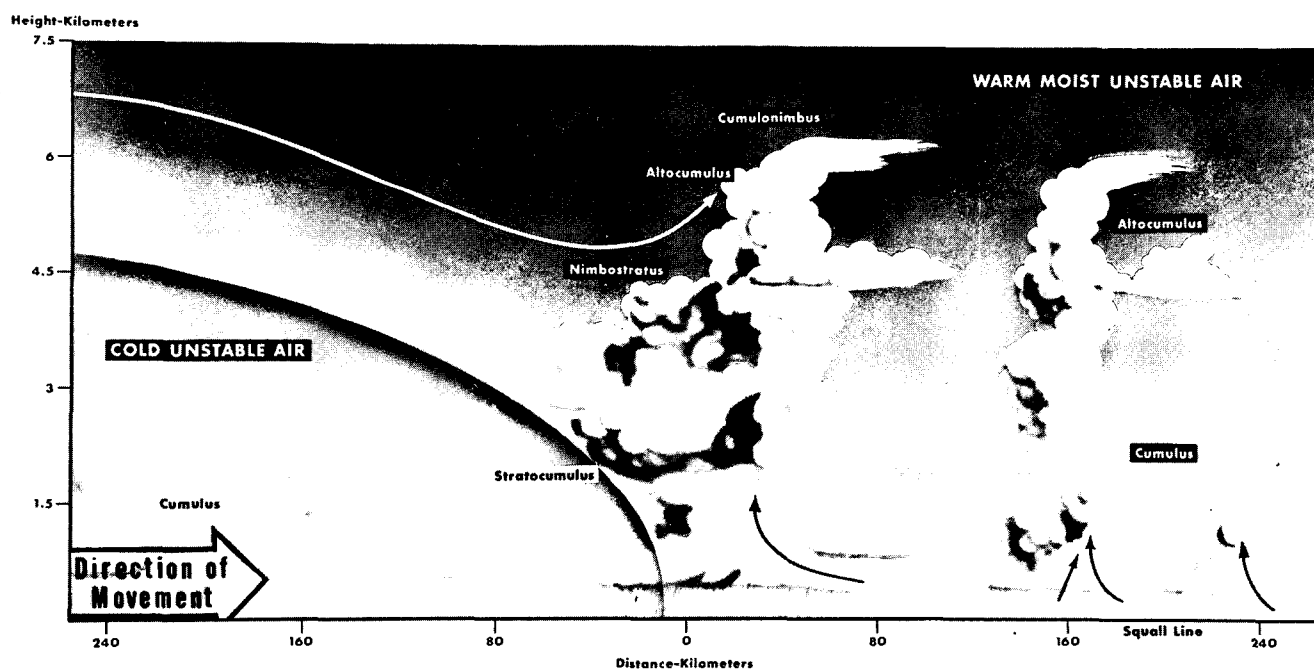 Height-Kilometers
7.5
WARM MOIST UNSTABLE AIR
Cumulonimbus
6
Altocumulus
Altocumulus
4.5
Nimbostratus
COLD UNSTABLE AIR
3
Cumulus
Stratocumulus
1.5
Cumulus
Direction of
Movement
Squall Line
240
160
80
0
80
160
240
Distance-Kilometers